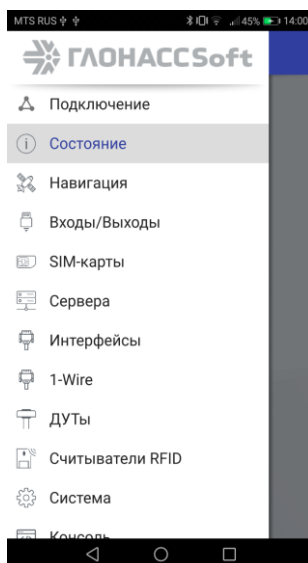 MTS RUS 45% 14:00
ГЛОНАССSoft
Подключение
Состояние
Навигация
Входы/Выходы
SIM-карты
Сервера
Интерфейсы
1-Wire
ДУТы
Считыватели RFID
Система
Консоль